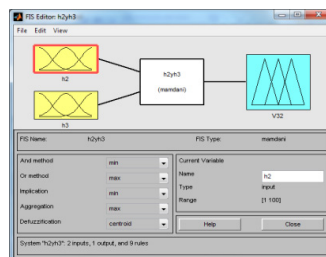 FIS Editor: h2yh3
File Edit View
h2
h3
h2yh3
(mamdani)
V32
FIS Name: h2yh3 FIS Type: mamdani
And method min
Or method max
Implication min
Aggregation max
Defuzzification centroid
Current Variable
Name h2
Type input
Range [1 100]
Help Close
System "h2yh3": 2 inputs, 1 output, and 9 rules